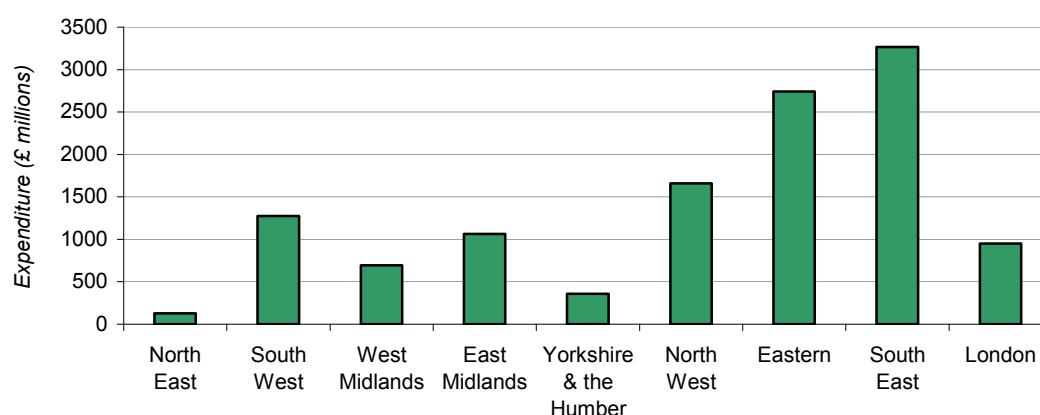 Expenditure (£ millions)
3500
3000
2500
2000
1500
1000
500
0
North
East
South
West
West
Midlands
East
Midlands
Yorkshire
& the
Humber
North
West
Eastern
South
East
London